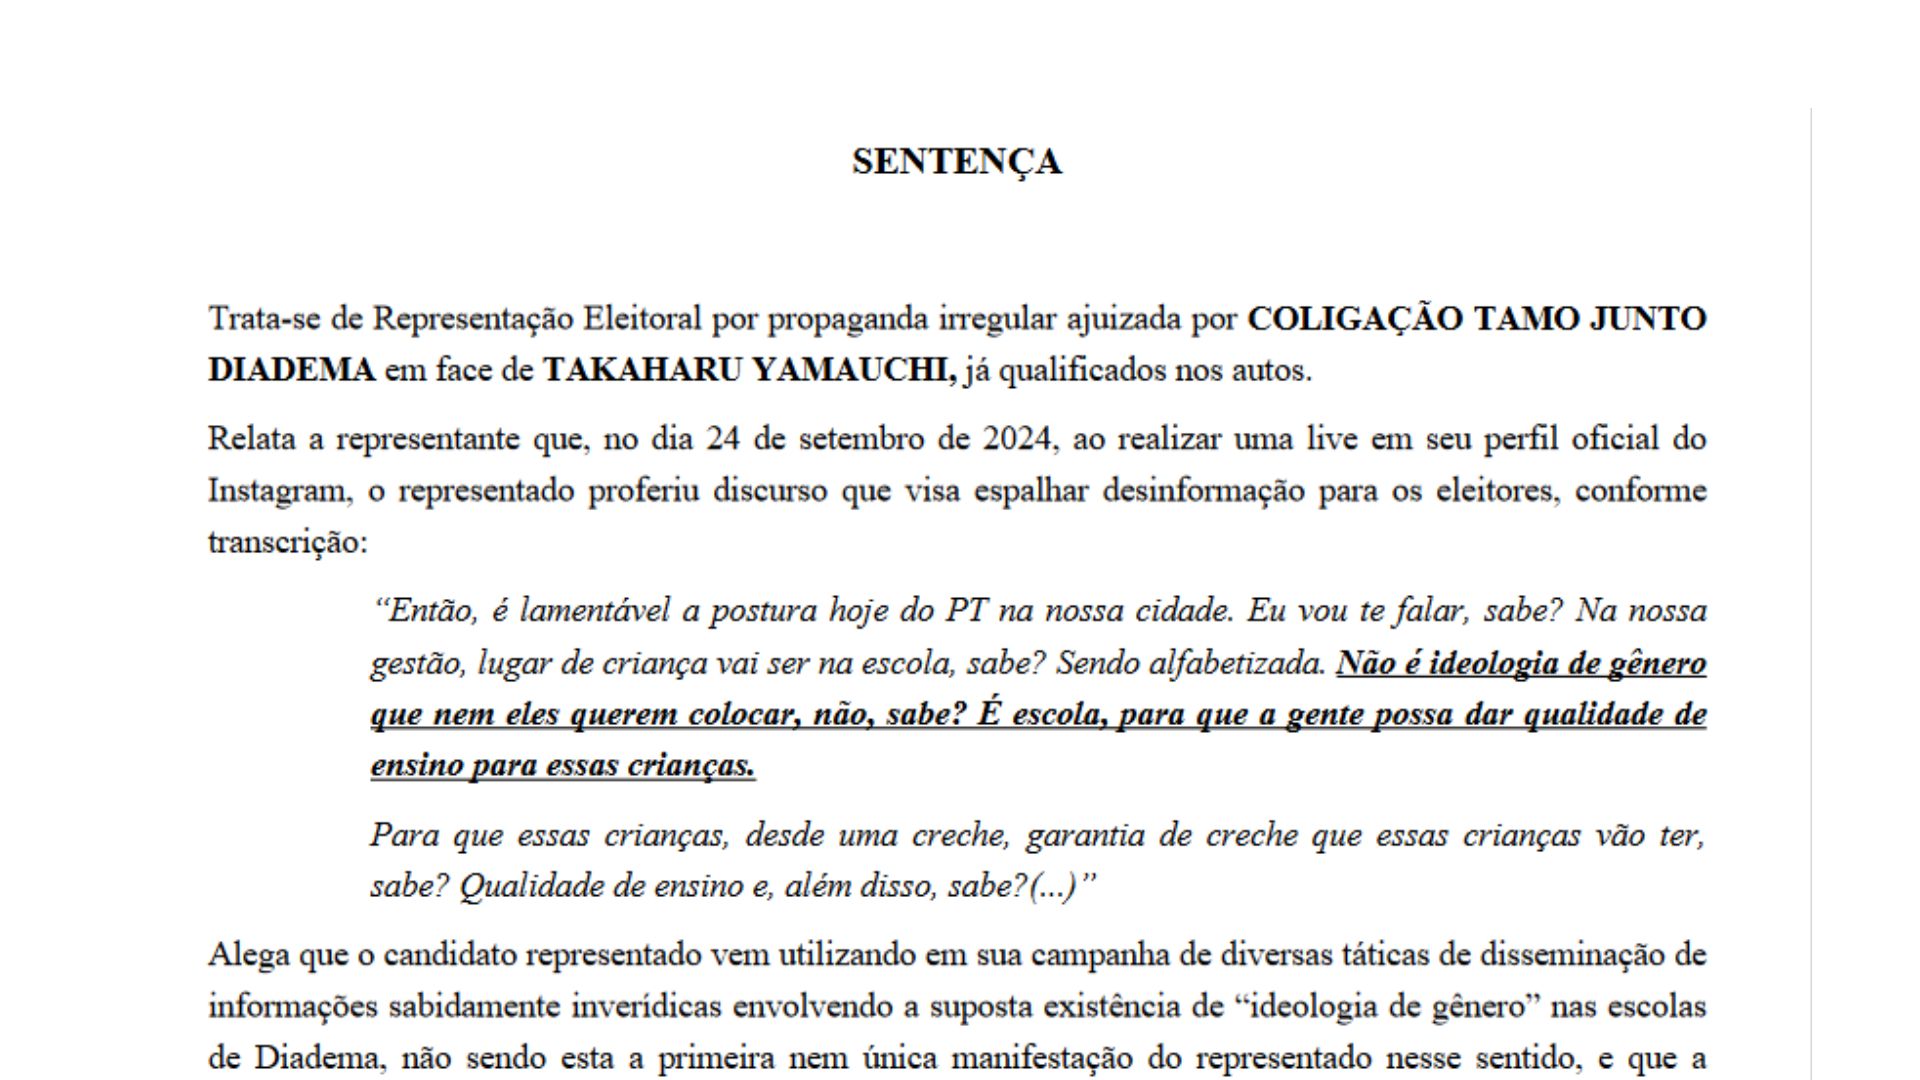 SENTENÇA
Trata-se de Representação Eleitoral por propaganda irregular ajuizada por COLIGAÇÃO TAMO JUNTO
DIADEMA em face de TAKAHARU YAMAUCHI, já qualificados nos autos.
Relata a representante que, no dia 24 de setembro de 2024, ao realizar uma live em seu perfil oficial do
Instagram, o representado proferiu discurso que visa espalhar desinformação para os eleitores, conforme
transcrição:
“Então, é lamentável a postura hoje do PT na nossa cidade. Eu vou te falar, sabe? Na nossa
gestão, lugar de criança vai ser na escola, sabe? Sendo alfabetizada. Não é ideologia de gênero
que nem eles querem colocar, não, sabe? É escola, para que a gente possa dar qualidade de
ensino para essas crianças.
Para que essas crianças, desde uma creche, garantia de creche que essas crianças vão ter,
sabe? Qualidade de ensino e, além disso, sabe?(...)”
Alega que o candidato representado vem utilizando em sua campanha de diversas táticas de disseminação de
informações sabidamente inverídicas envolvendo a suposta existência de “ideologia de gênero” nas escolas
de Diadema, não sendo esta a primeira nem única manifestação do representado nesse sentido, e que a